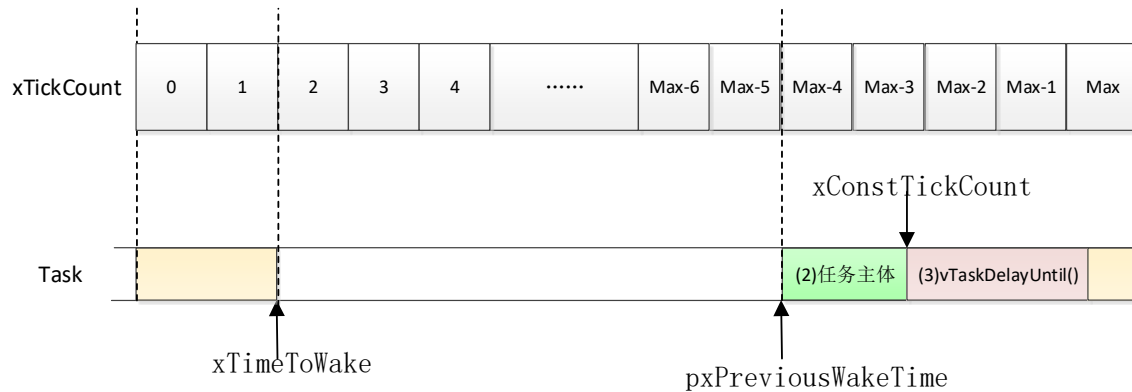 xTickCount 0 1 2 3 4 ······ Max-6 Max-5 Max-4 Max-3 Max-2 Max-1 Max
xConstTickCount
Task (2)任务主体 (3)vTaskDelayUntil()
xTimeToWake
pxPreviousWakeTime